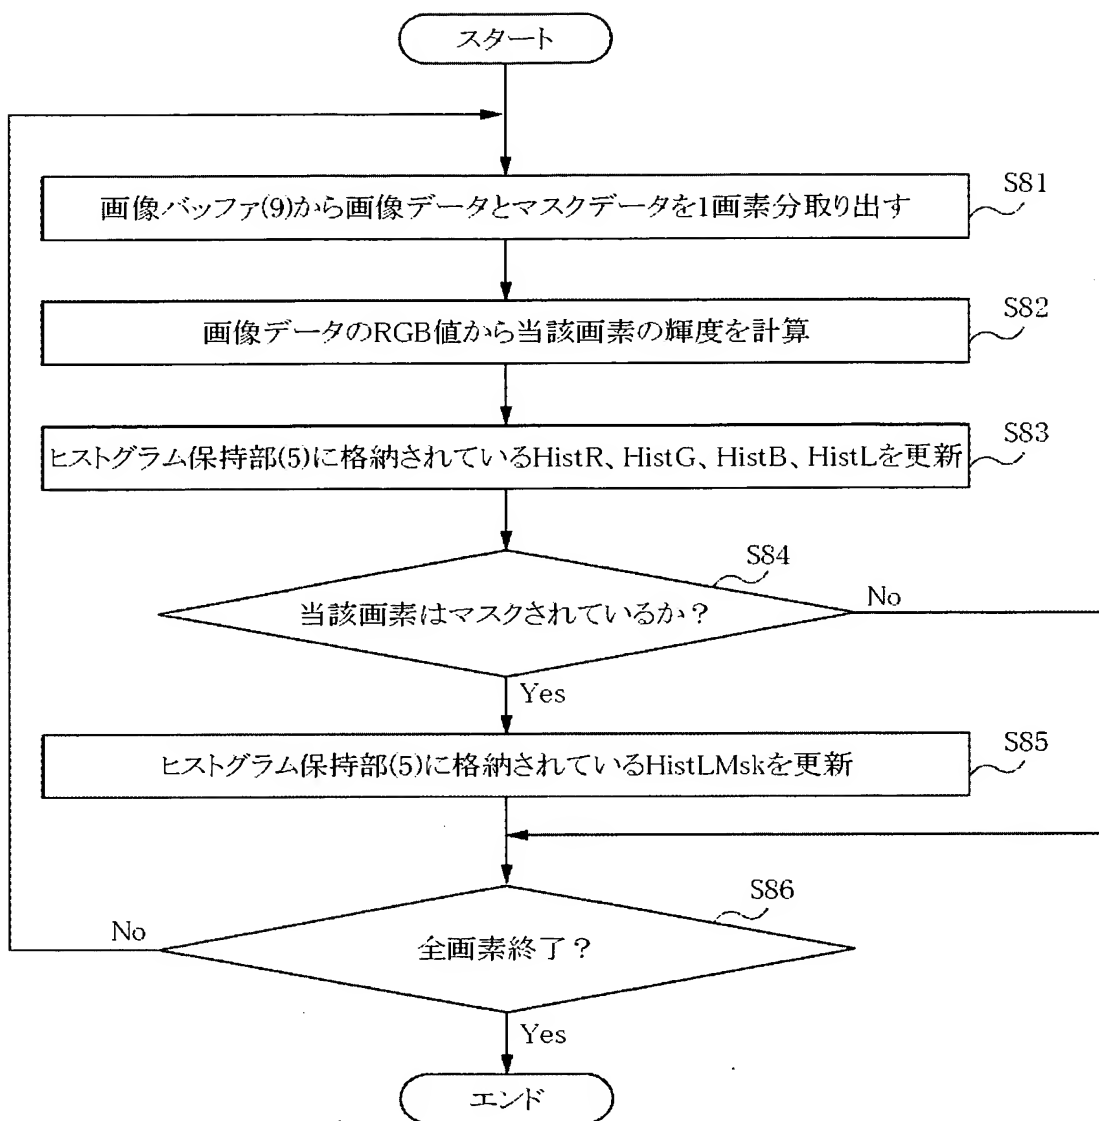 スタート
S81
画像バッファ(9)から画像データとマスクデータを1画素分取り出す
S82
画像データのRGB値から当該画素の輝度を計算
S83
ヒストグラム保持部(5)に格納されているHistR、HistG、HistB、HistLを更新
S84
当該画素はマスクされているか?
No
Yes
S85
ヒストグラム保持部(5)に格納されているHistLMskを更新
S86
No
全画素終了?
Yes
エンド